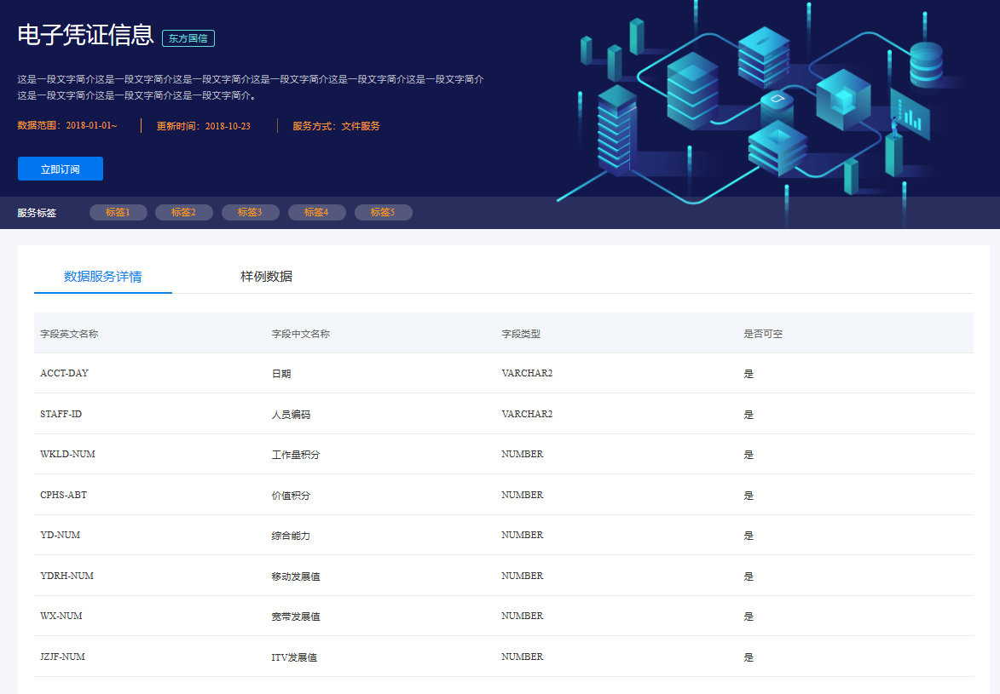 电子凭证信息 东方国信
这是一段文字简介这是一段文字简介这是一段文字简介这是一段文字简介这是一段文字简介这是一段文字简介
这是一段文字简介这是一段文字简介这是一段文字简介。
数据范围：2018-01-01~ 更新时间：2018-10-23 服务方式：文件服务
立即订阅
服务标签 标签1 标签2 标签3 标签4 标签5
数据服务详情 样例数据
字段英文名称 字段中文名称 字段类型 是否可空
ACCT-DAY 日期 VARCHAR2 是
STAFF-ID 人员编码 VARCHAR2 是
WKLD-NUM 工作量积分 NUMBER 是
CPHS-ABT 价值积分 NUMBER 是
YD-NUM 综合能力 NUMBER 是
YDRH-NUM 移动发展值 NUMBER 是
WX-NUM 宽带发展值 NUMBER 是
JZJF-NUM ITV发展值 NUMBER 是